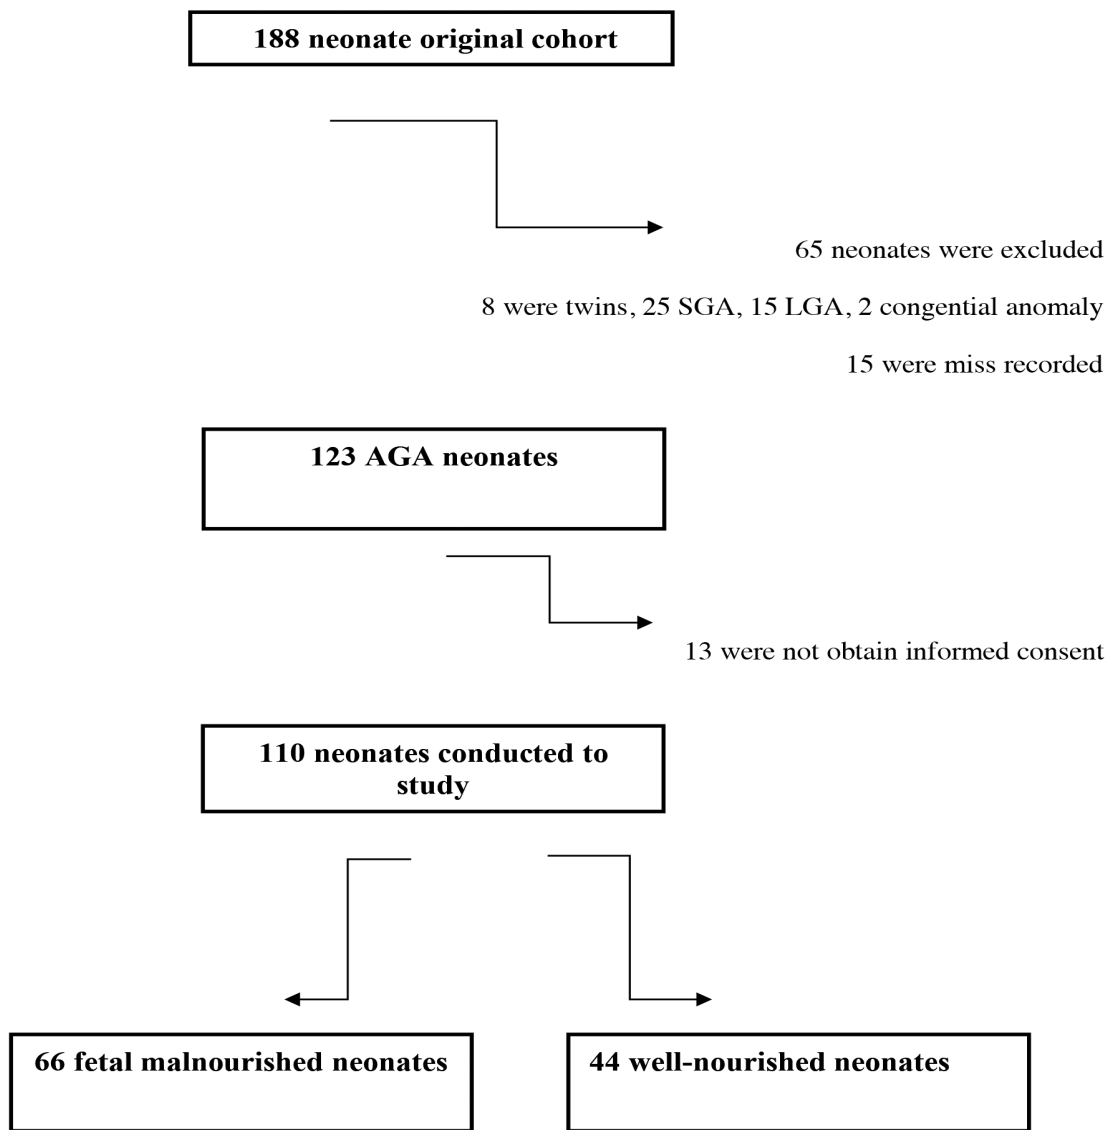 188 neonate original cohort
65 neonates were excluded
8 were twins, 25 SGA, 15 LGA, 2 congential anomaly
15 were miss recorded
123 AGA neonates
13 were not obtain informed consent
110 neonates conducted to
study
66 fetal malnourished neonates
44 well-nourished neonates